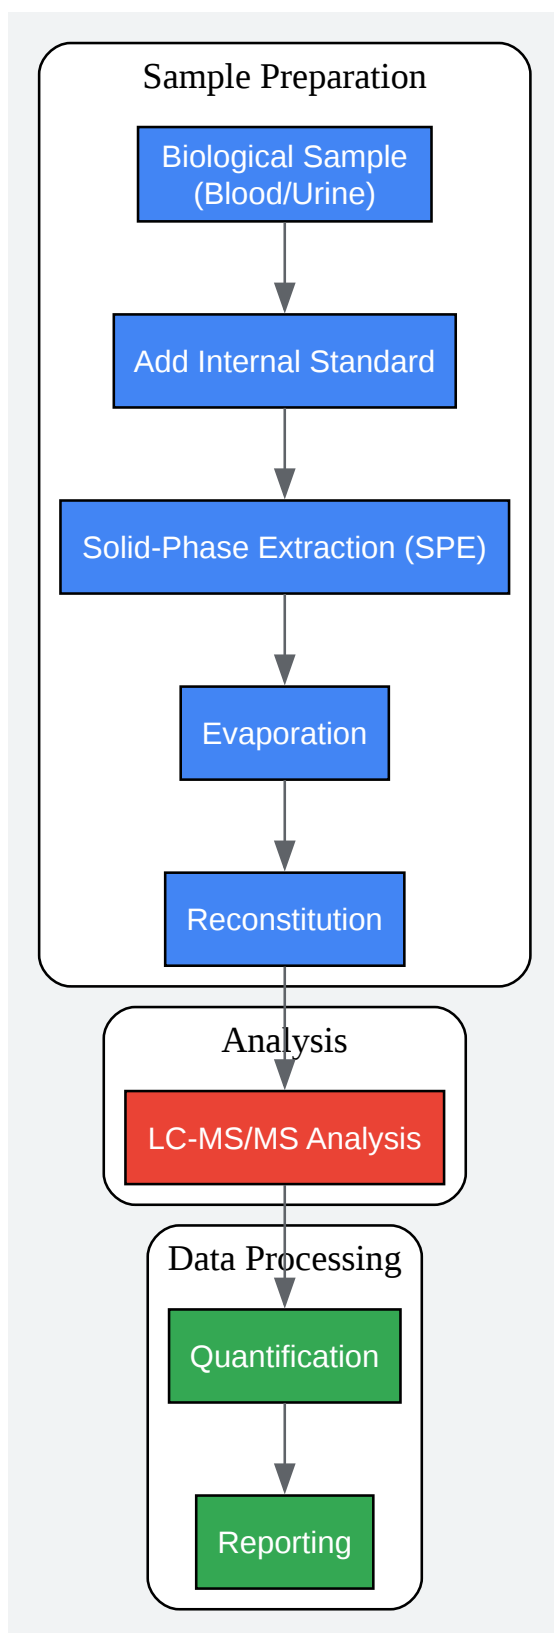 Sample Preparation
Biological Sample
(Blood/Urine)
Add Internal Standard
Solid-Phase Extraction (SPE)
Evaporation
Reconstitution
Analysis
LC-MS/MS Analysis
Data Processing
Quantification
Reporting